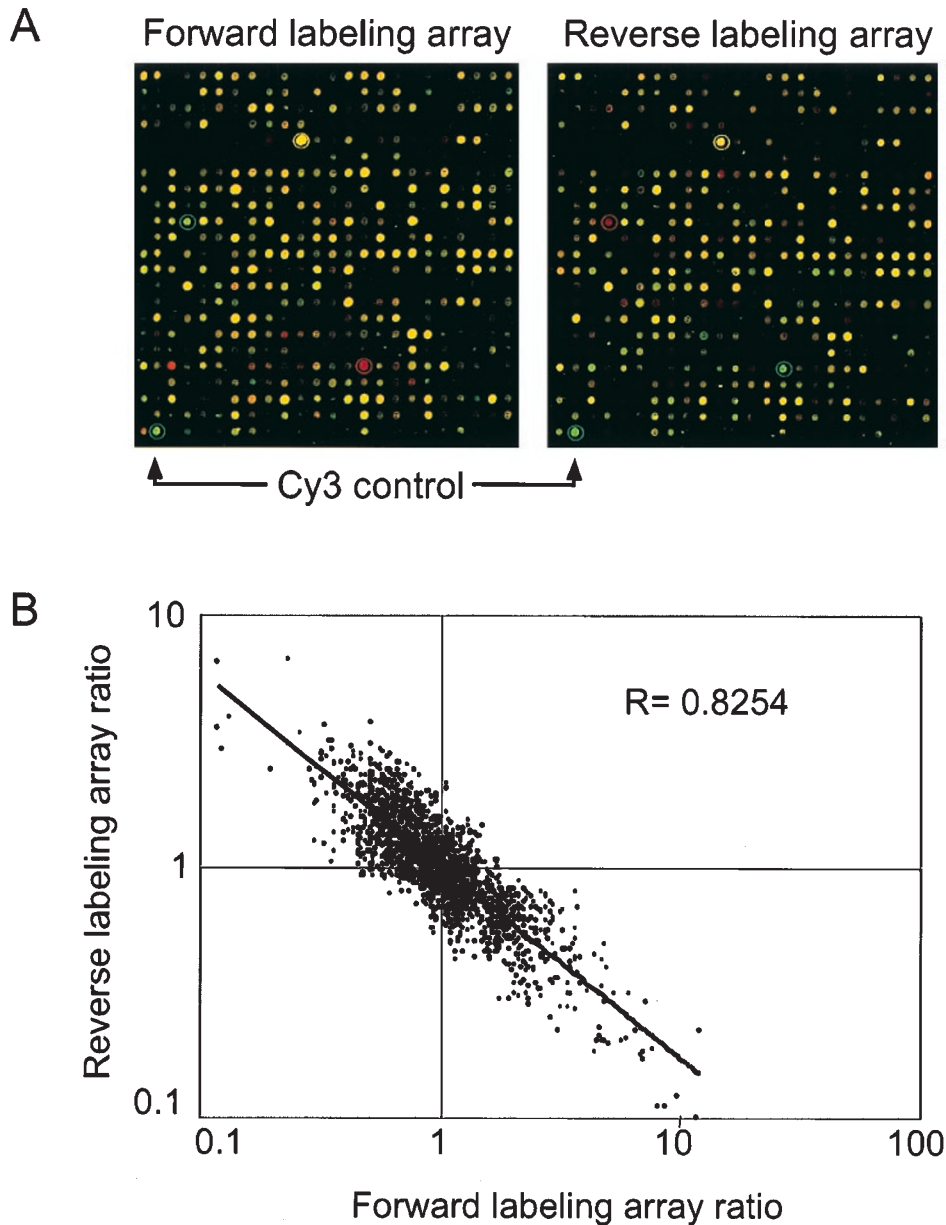 A
Forward labeling array
Reverse labeling array
Cy3 control
B
10
1
0.1
Reverse labeling array ratio
R= 0.8254
0.1
1
10
100
Forward labeling array ratio